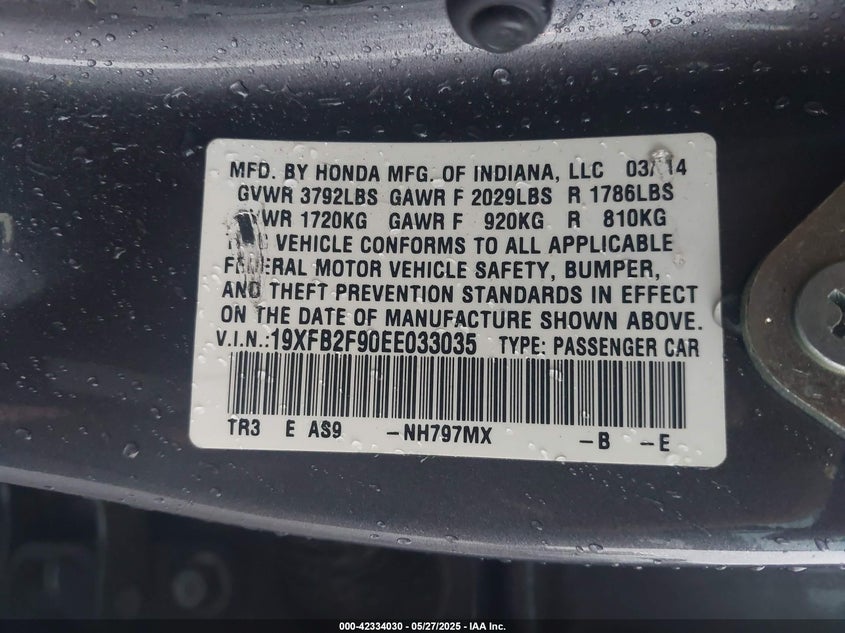 MFD. BY HONDA MFG. OF INDIANA, LLC 03/14
GVWR 3792LBS GAWR F 2029LBS R 1786LBS
1720KG GAWR F 920KG R 810KG
VEHICLE CONFORMS TO ALL APPLICABLE
FEDERAL MOTOR VEHICLE SAFETY, BUMPER,
AND THEFT PREVENTION STANDARDS IN EFFECT
ON THE DATE OF MANUFACTURE SHOWN ABOVE.
V.I.N.:19XFB2F90EE033035 TYPE: PASSENGER CAR
TR3 E AS9 -NH797MX -B -E
000-42334030 - 05/27/2025 - IAA Inc.